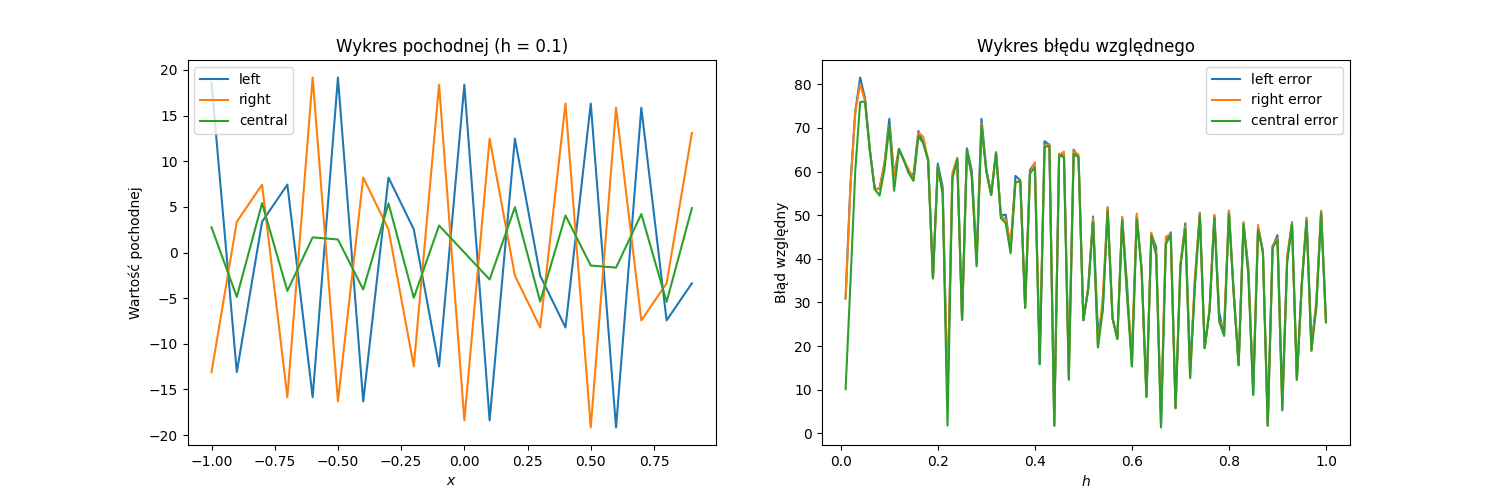 Wykres pochodnej (h = 0.1)
left
right
central
20
15
10
5
0
−5
−10
−15
−20
Wartość pochodnej
−1.00
−0.75
−0.50
−0.25
0.00
0.25
0.50
0.75
x
Wykres błędu względnego
left error
right error
central error
80
70
60
50
40
30
20
10
0
Błąd względny
0.0
0.2
0.4
0.6
0.8
1.0
h